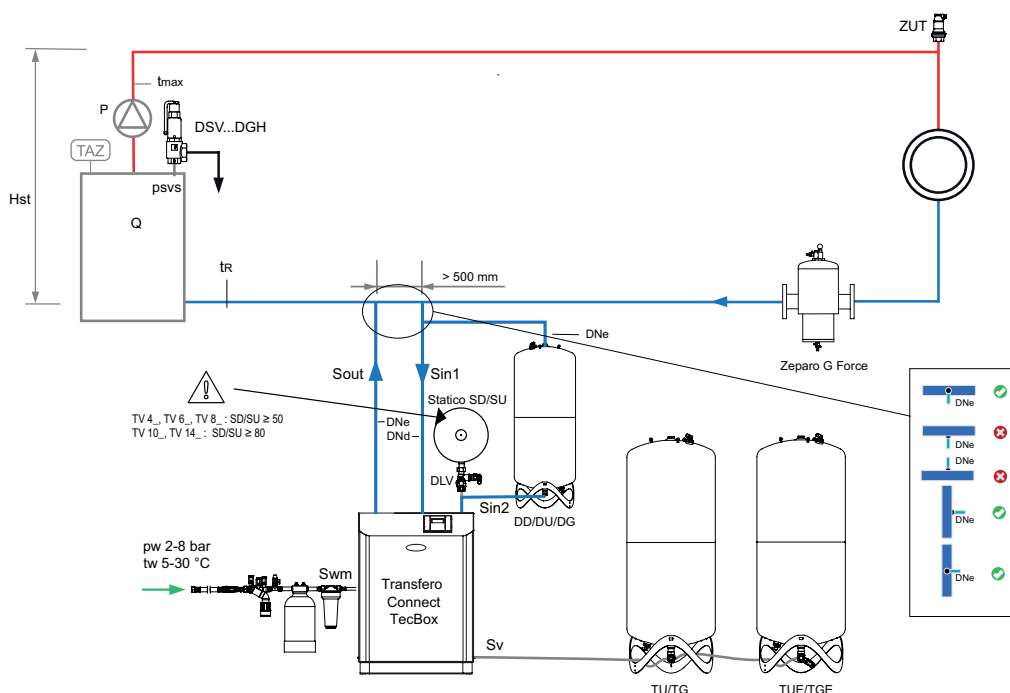 ZUT
tmax
P
DSV...DGH
TAZ
psvs
Hst
Q
tR
> 500 mm
DNe
Zeparo G Force
Sout
Sin1
Statico SD/SU
TV 4_, TV 6_, TV 8_ : SD/SU ≥ 50
TV 10_, TV 14_ : SD/SU ≥ 80
DNe
DNd
DLV
Sin2
DD/DU/DG
DNe
DNe
DNe
DNe
DNe
pw 2-8 bar
tw 5-30 °C
Swm
Transfero
Connect
TecBox
Sv
TU/TG
TUE/TGE